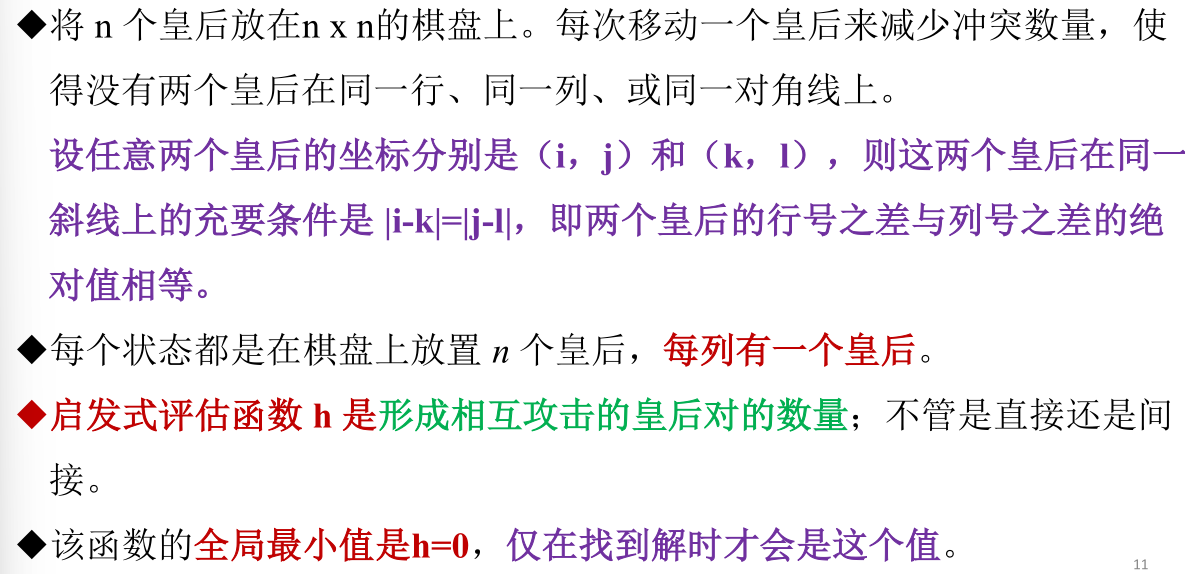 ◆将 n 个皇后放在n x n的棋盘上。每次移动一个皇后来减少冲突数量，使
得没有两个皇后在同一行、同一列、或同一对角线上。
设任意两个皇后的坐标分别是（i，j）和（k，l），则这两个皇后在同一
斜线上的充要条件是 |i-k|=|j-l|，即两个皇后的行号之差与列号之差的绝
对值相等。
◆每个状态都是在棋盘上放置 n 个皇后，每列有一个皇后。
◆启发式评估函数 h 是形成相互攻击的皇后对的数量；不管是直接还是间
接。
◆该函数的全局最小值是h=0，仅在找到解时才会是这个值。
11